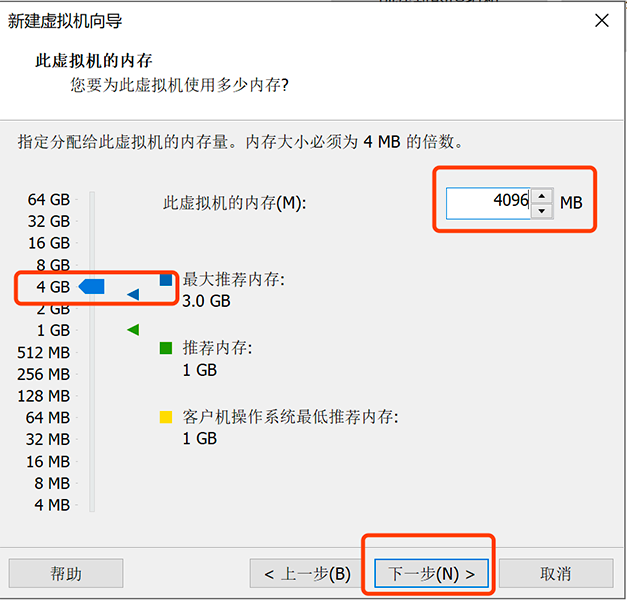 新建虚拟机向导
此虚拟机的内存
您要为此虚拟机使用多少内存?
指定分配给此虚拟机的内存量。内存大小必须为 4 MB 的倍数。
64 GB
此虚拟机的内存(M):
4096
MB
32 GB
16 GB
8 GB
4 GB
2 GB
1 GB
512 MB
256 MB
128 MB
64 MB
32 MB
16 MB
8 MB
4 MB
最大推荐内存:
3.0 GB
推荐内存:
1 GB
客户机操作系统最低推荐内存:
1 GB
帮助
< 上一步(B)
下一步(N) >
取消